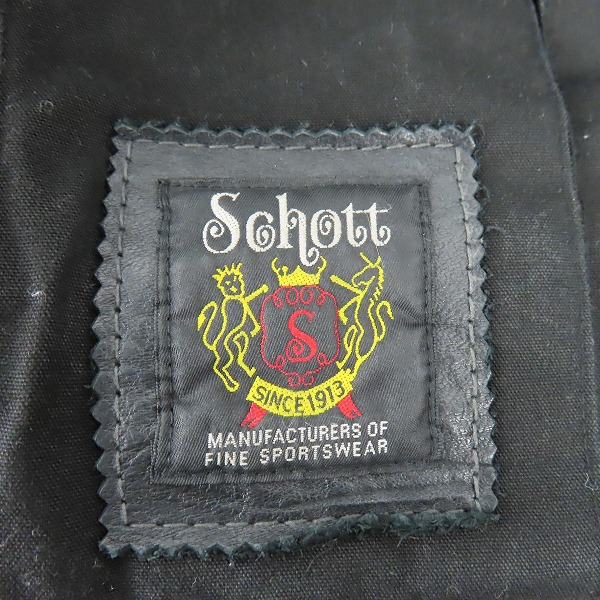 Schott
S
SINCE 1913
MANUFACTURERS OF
FINE SPORTSWEAR